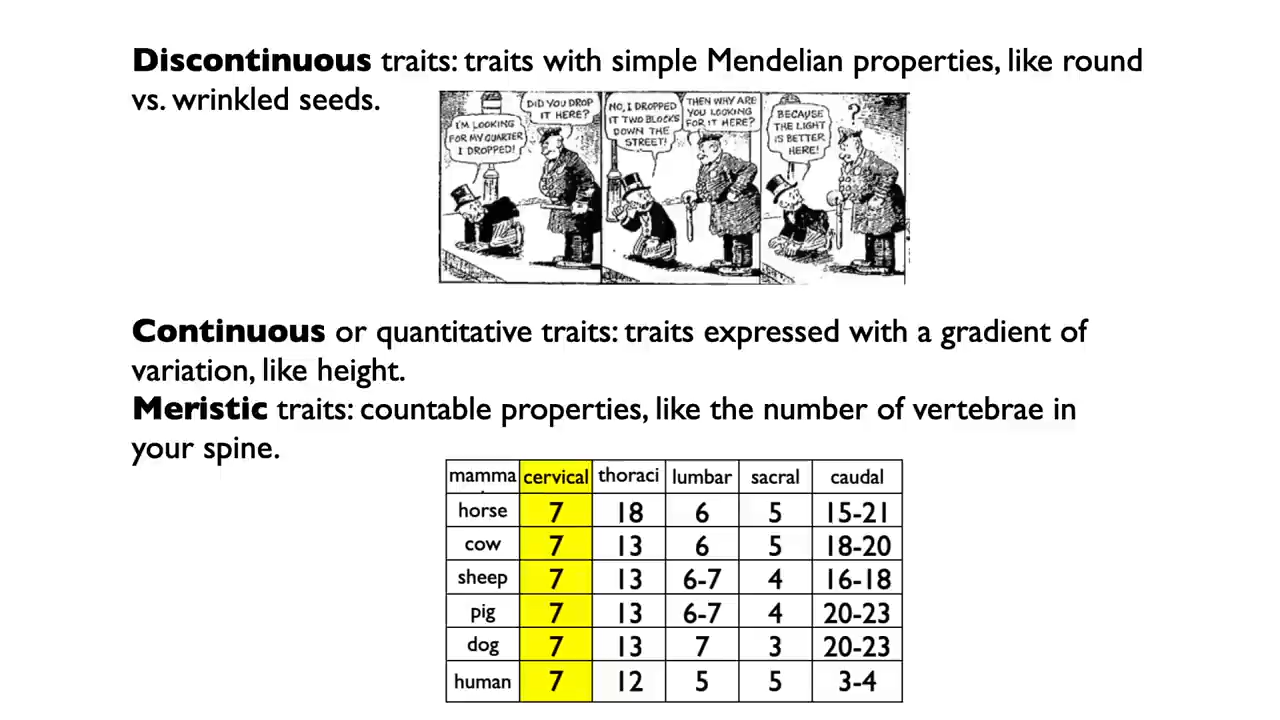 Discontinuous traits: traits with simple Mendelian properties, like round
vs. wrinkled seeds.
I'M LOOKING
FOR MY QUARTER
I DROPPED!
DID YOU DROP
IT HERE?
NO, I DROPPED
IT TWO BLOCKS
DOWN THE
STREET!
THEN WHY ARE
YOU LOOKING
FOR IT HERE?
BECAUSE
THE LIGHT
IS BETTER
HERE!
?
Continuous or quantitative traits: traits expressed with a gradient of
variation, like height.
Meristic traits: countable properties, like the number of vertebrae in
your spine.
mamma cervical thoraci lumbar sacral caudal
horse 7 18 6 5 15-21
cow 7 13 6 5 18-20
sheep 7 13 6-7 4 16-18
pig 7 13 6-7 4 20-23
dog 7 13 7 3 20-23
human 7 12 5 5 3-4